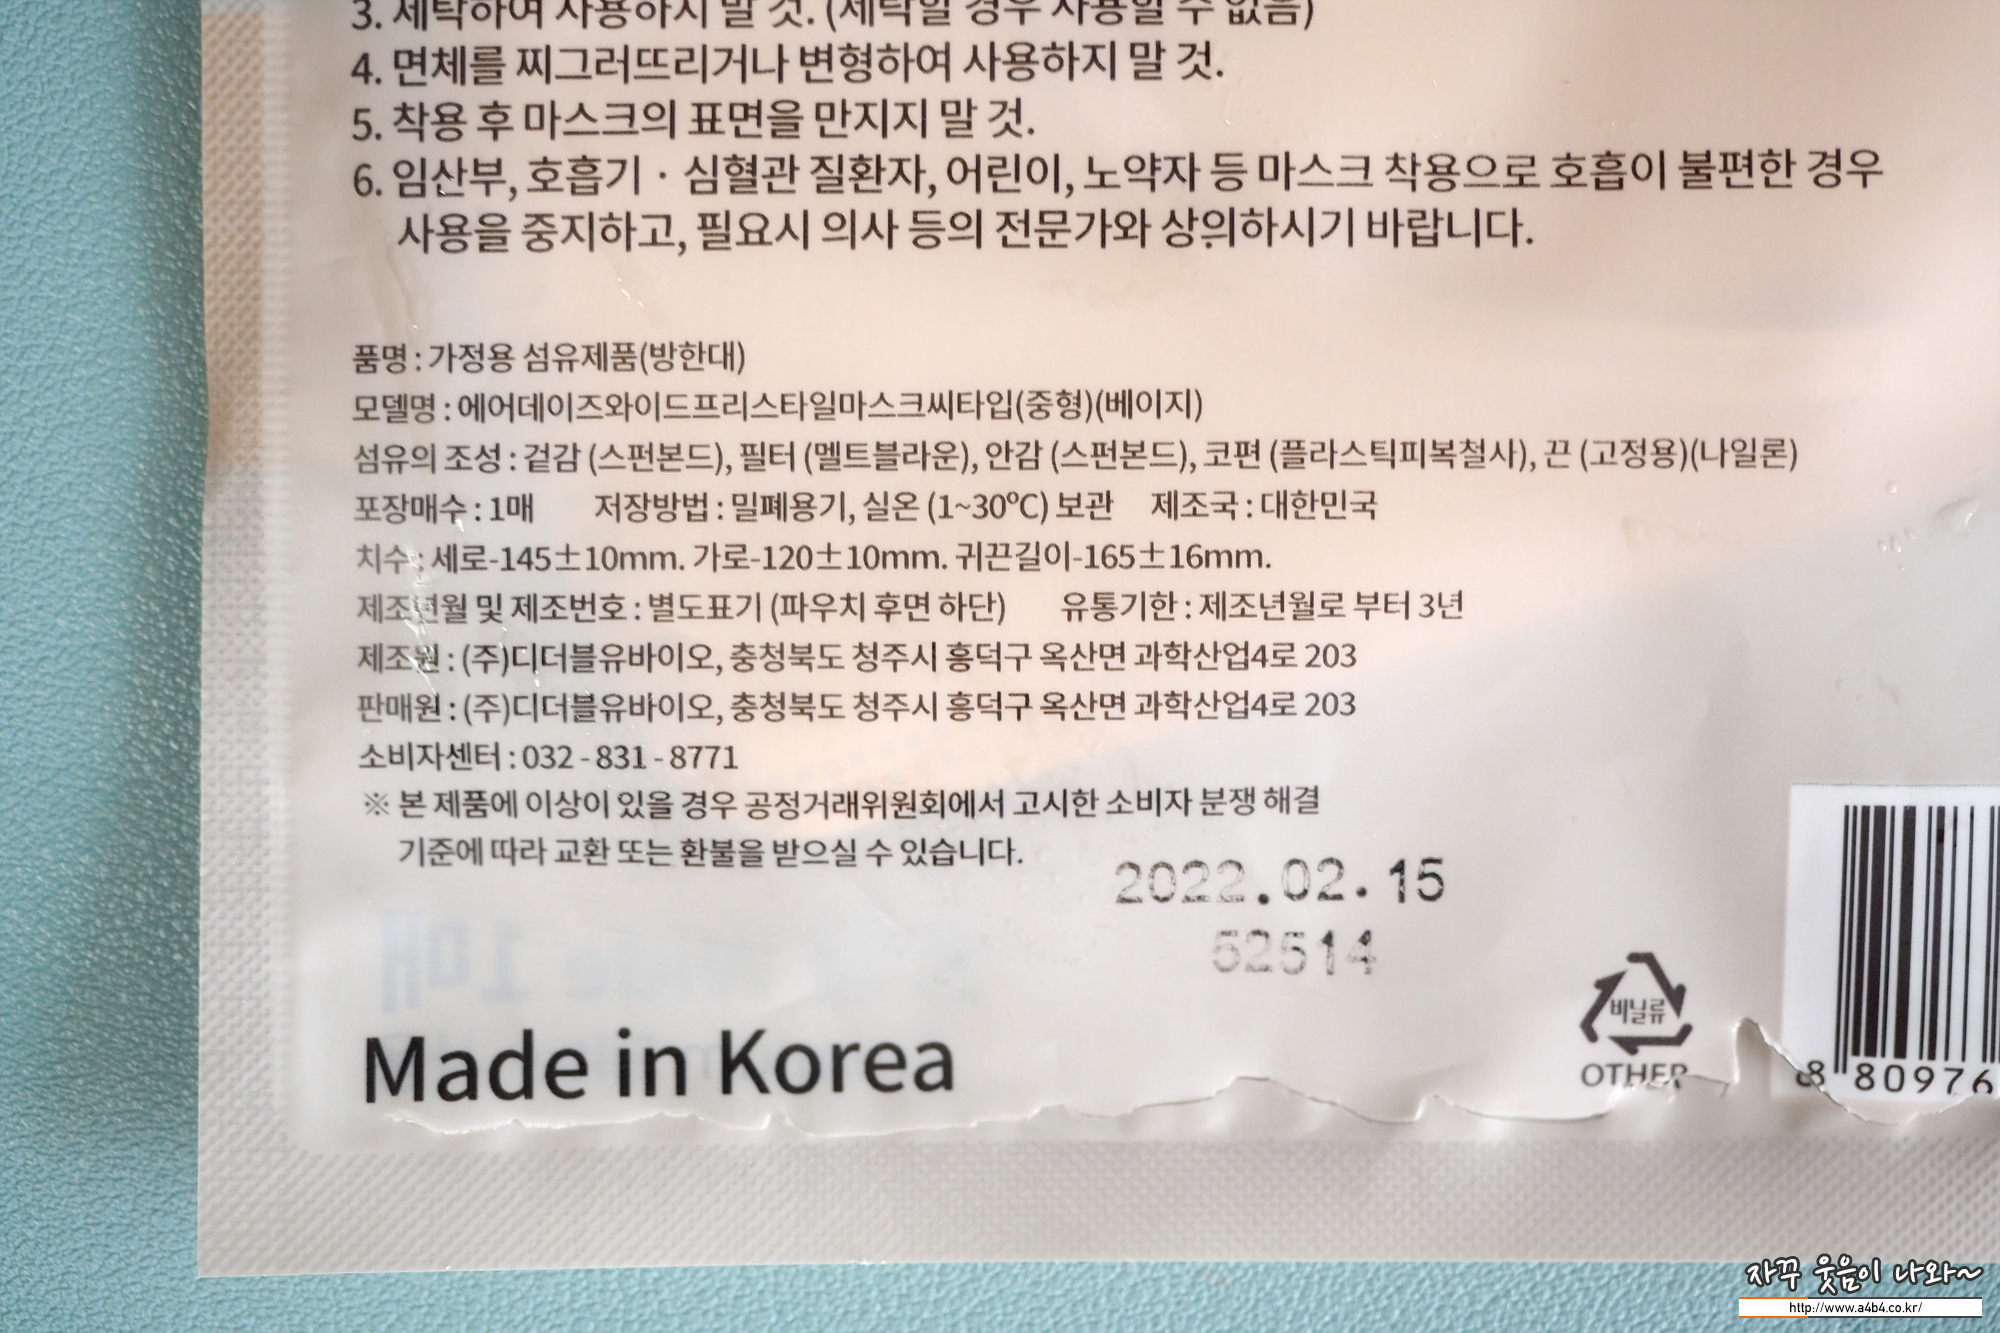 3. 세탁하여 사용하지 말 것. (세탁할 경우 사용할 수 없음)
4. 면체를 찌그러뜨리거나 변형하여 사용하지 말 것.
5. 착용 후 마스크의 표면을 만지지 말 것.
6. 임산부, 호흡기 · 심혈관 질환자, 어린이, 노약자 등 마스크 착용으로 호흡이 불편한 경우
사용을 중지하고, 필요시 의사 등의 전문가와 상의하시기 바랍니다.
품명 : 가정용 섬유제품(방한대)
모델명 : 에어데이즈와이드프리스타일마스크씨타입(중형)(베이지)
섬유의 조성 : 겉감 (스펀본드), 필터 (멜트블라운), 안감 (스펀본드), 코편 (플라스틱피복철사), 끈 (고정용)(나일론)
포장매수 : 1매 저장방법 : 밀폐용기, 실온 (1~30℃) 보관 제조국 : 대한민국
치수 : 세로-145±10mm. 가로-120±10mm. 귀끈길이-165±16mm.
제조년월 및 제조번호 : 별도표기 (파우치 후면 하단) 유통기한 : 제조년월로 부터 3년
제조원 : (주)디더블유바이오, 충청북도 청주시 흥덕구 옥산면 과학산업4로 203
판매원 : (주)디더블유바이오, 충청북도 청주시 흥덕구 옥산면 과학산업4로 203
소비자센터 : 032 - 831 - 8771
※ 본 제품에 이상이 있을 경우 공정거래위원회에서 고시한 소비자 분쟁 해결
기준에 따라 교환 또는 환불을 받으실 수 있습니다.
2022.02.15
52514
비닐류
OTHER
Made in Korea
8 80976
자꾸 웃음이 나와~
http://www.a4b4.co.kr/